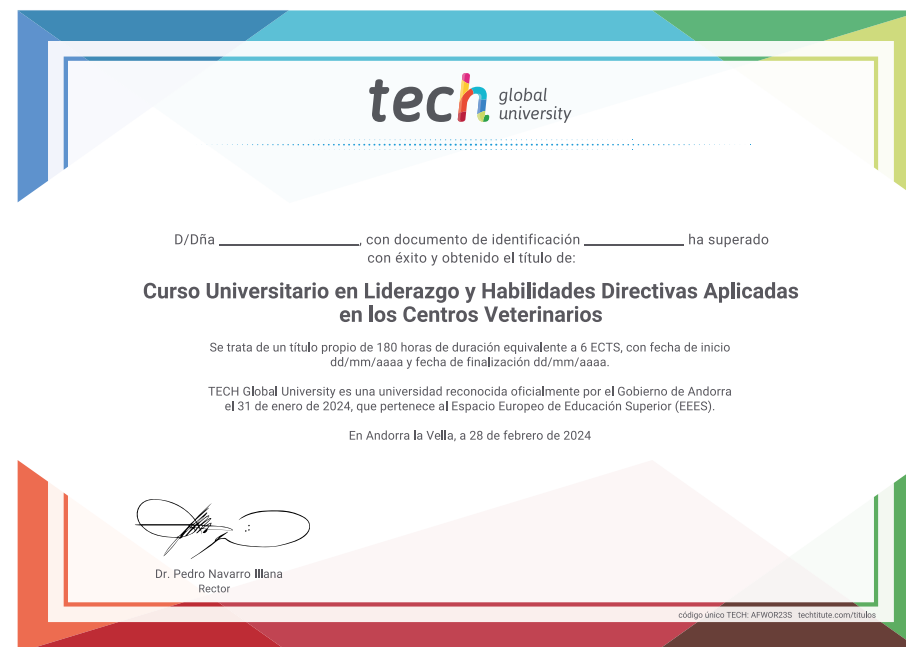 tech global university
D/Dña ____________________, con documento de identificación ______________ ha superado
con éxito y obtenido el título de:
Curso Universitario en Liderazgo y Habilidades Directivas Aplicadas
en los Centros Veterinarios
Se trata de un título propio de 180 horas de duración equivalente a 6 ECTS, con fecha de inicio
dd/mm/aaaa y fecha de finalización dd/mm/aaaa.
TECH Global University es una universidad reconocida oficialmente por el Gobierno de Andorra
el 31 de enero de 2024, que pertenece al Espacio Europeo de Educación Superior (EEES).
En Andorra la Vella, a 28 de febrero de 2024
Dr. Pedro Navarro Illana
Rector
código único TECH: AFWOR23S techtitute.com/titulos